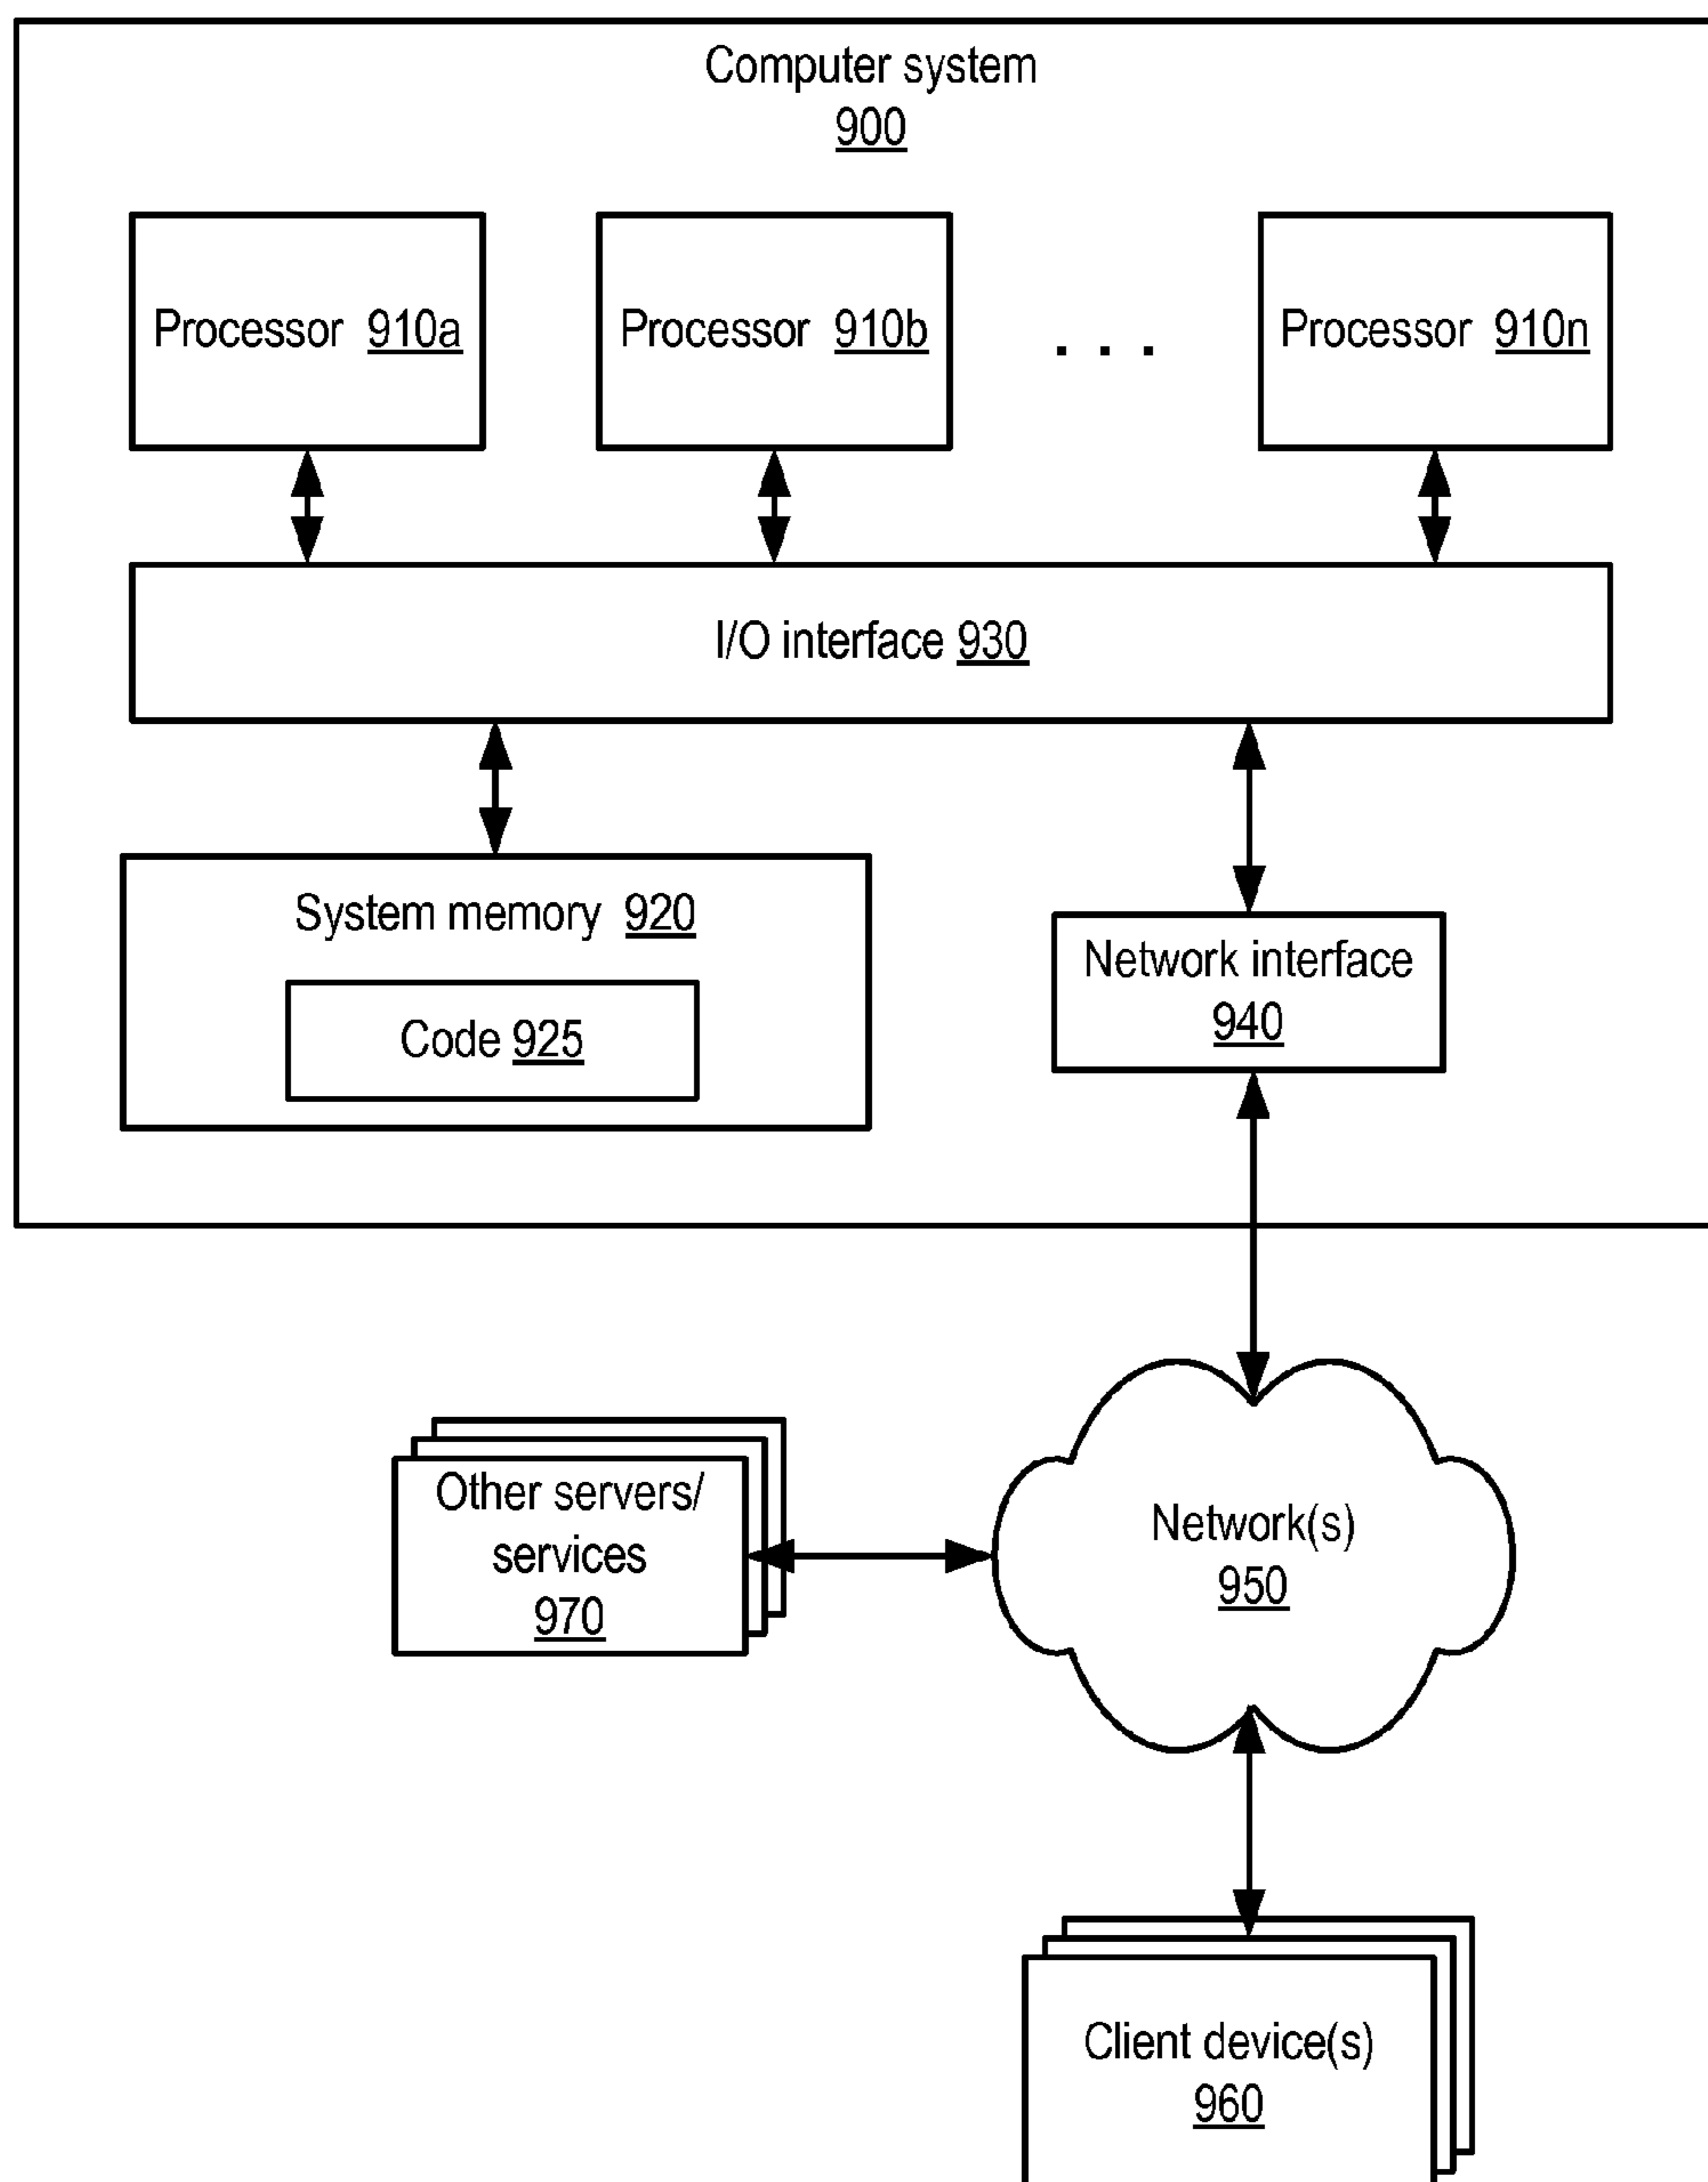 Computer system
900
Processor 910a
Processor 910b
. . .
Processor 910n
I/O interface 930
System memory 920
Code 925
Network interface
940
Other servers/
services
970
Network(s)
950
Client device(s)
960